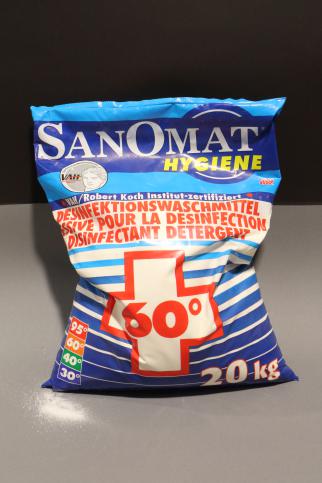 SANOMAT
HYGIENE
VAH
VAH/Robert Koch Institut-zertifiziert
DESINFEKTIONSWASCHMITTEL
LESSIVE POUR LA DESINFECTION
DISINFECTANT DETERGENT
60°
95°
60°
40°
30°
20 kg